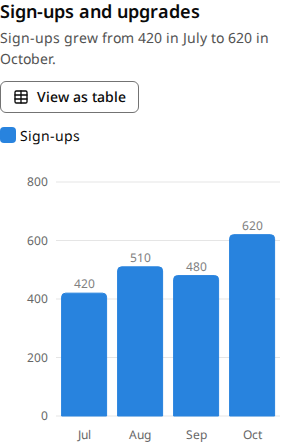 Sign-ups and upgrades
Sign-ups grew from 420 in July to 620 in
October.
View as table
Sign-ups
800
600
400
200
0
420
510
480
620
Jul
Aug
Sep
Oct